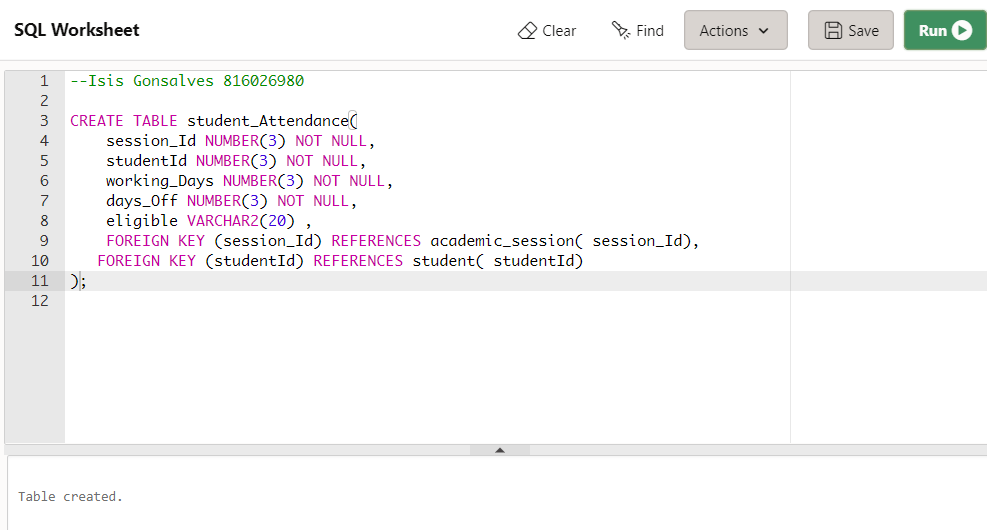 SQL Worksheet
Clear
Find
Actions
Save
Run
1 --Isis Gonsalves 816026980
2
3 CREATE TABLE student_Attendance(
4     session_Id NUMBER(3) NOT NULL,
5     studentId NUMBER(3) NOT NULL,
6     working_Days NUMBER(3) NOT NULL,
7     days_Off NUMBER(3) NOT NULL,
8     eligible VARCHAR2(20) ,
9     FOREIGN KEY (session_Id) REFERENCES academic_session( session_Id),
10    FOREIGN KEY (studentId) REFERENCES student( studentId)
11 );
12
Table created.